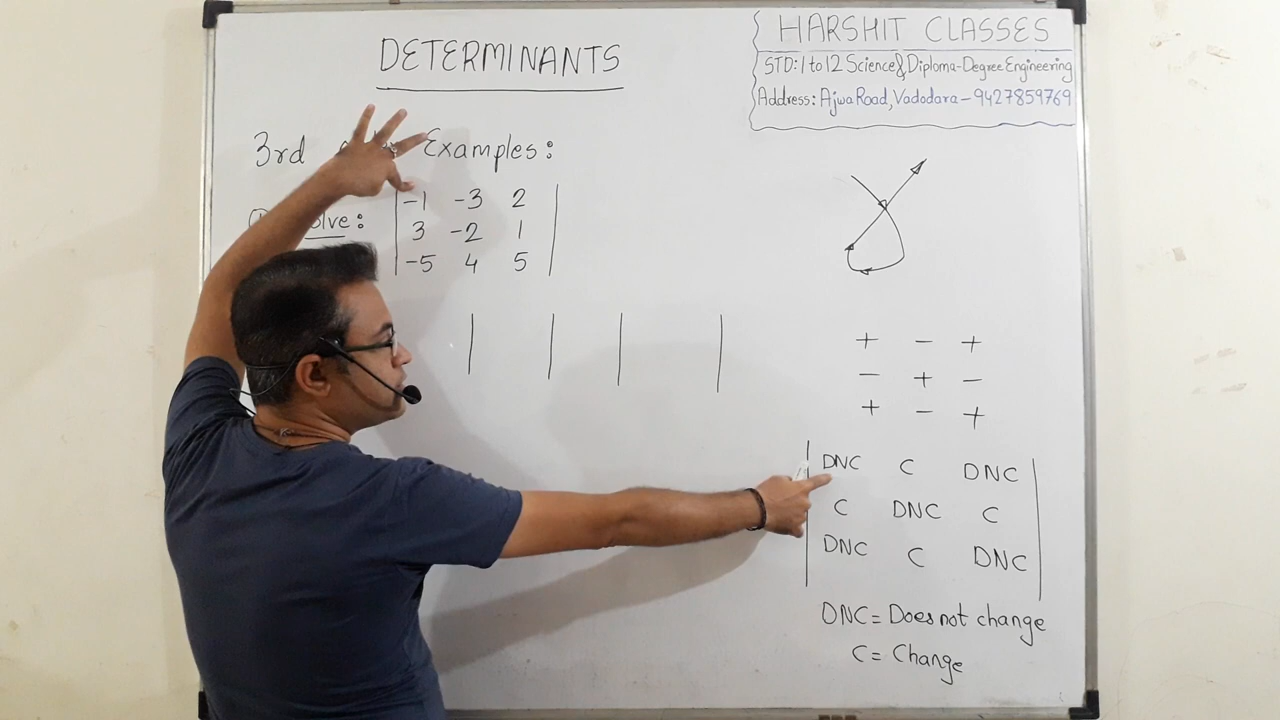 DETERMINANTS
HARSHIT CLASSES
STD: 1 to 12 Science & Diploma-Degree Engineering
Address: Ajwa Road, Vadodara - 9427859769
3rd Examples:
-1 -3 2
3 -2 1
-5 4 5
+ - +
- + -
+ - +
DNC C DNC
C DNC C
DNC C DNC
DNC = Does not change
C = Change